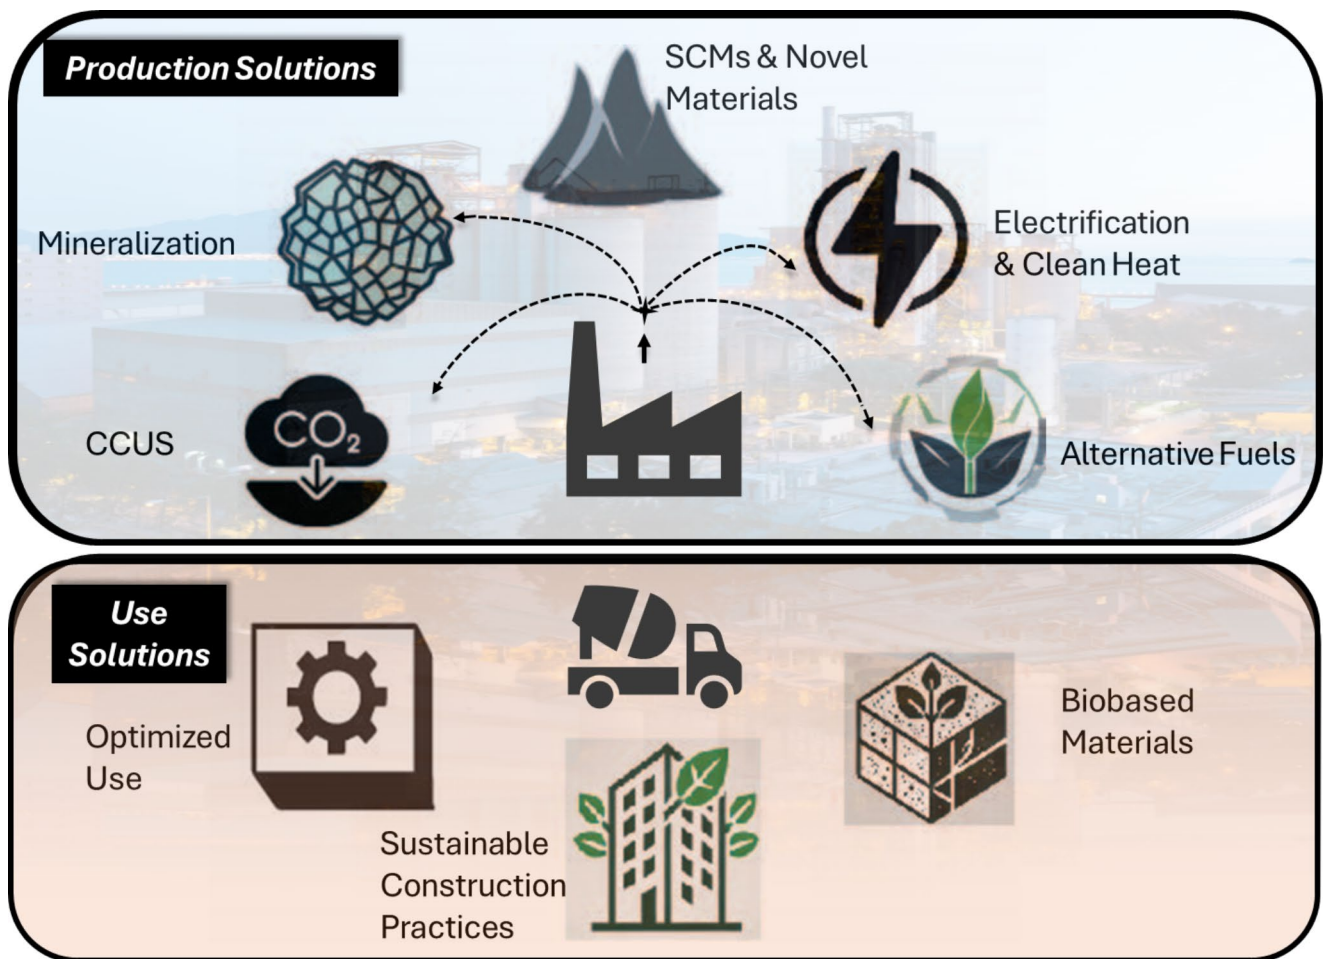 Production Solutions
SCMs & Novel
Materials
Mineralization
Electrification
& Clean Heat
CCUS
CO₂
Alternative Fuels
Use
Solutions
Optimized
Use
Biobased
Materials
Sustainable
Construction
Practices